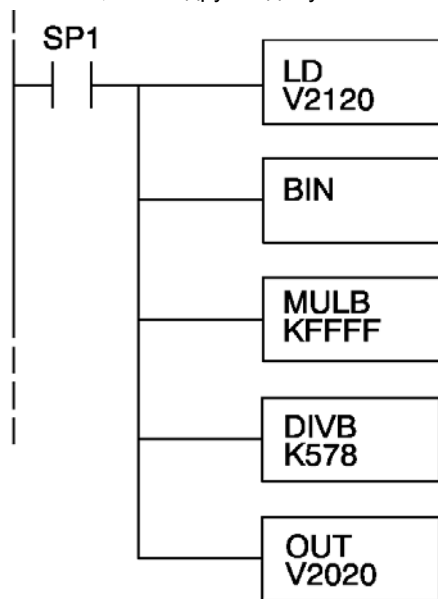 SP1
LD
V2120
BIN
MULB
KFFFF
DIVB
K578
OUT
V2020